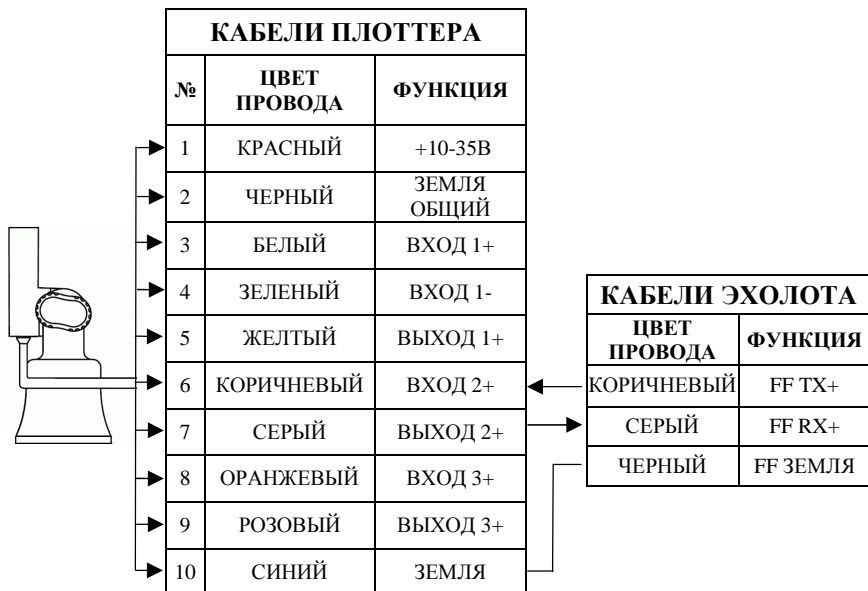 КАБЕЛИ ПЛОТТЕРА
№ ЦВЕТ ПРОВОДА ФУНКЦИЯ
1 КРАСНЫЙ +10-35В
2 ЧЕРНЫЙ ЗЕМЛЯ ОБЩИЙ
3 БЕЛЫЙ ВХОД 1+
4 ЗЕЛЕНЫЙ ВХОД 1-
5 ЖЕЛТЫЙ ВЫХОД 1+
6 КОРИЧНЕВЫЙ ВХОД 2+
7 СЕРЫЙ ВЫХОД 2+
8 ОРАНЖЕВЫЙ ВХОД 3+
9 РОЗОВЫЙ ВЫХОД 3+
10 СИНИЙ ЗЕМЛЯ
КАБЕЛИ ЭХОЛОТА
ЦВЕТ ПРОВОДА ФУНКЦИЯ
КОРИЧНЕВЫЙ FF TX+
СЕРЫЙ FF RX+
ЧЕРНЫЙ FF ЗЕМЛЯ